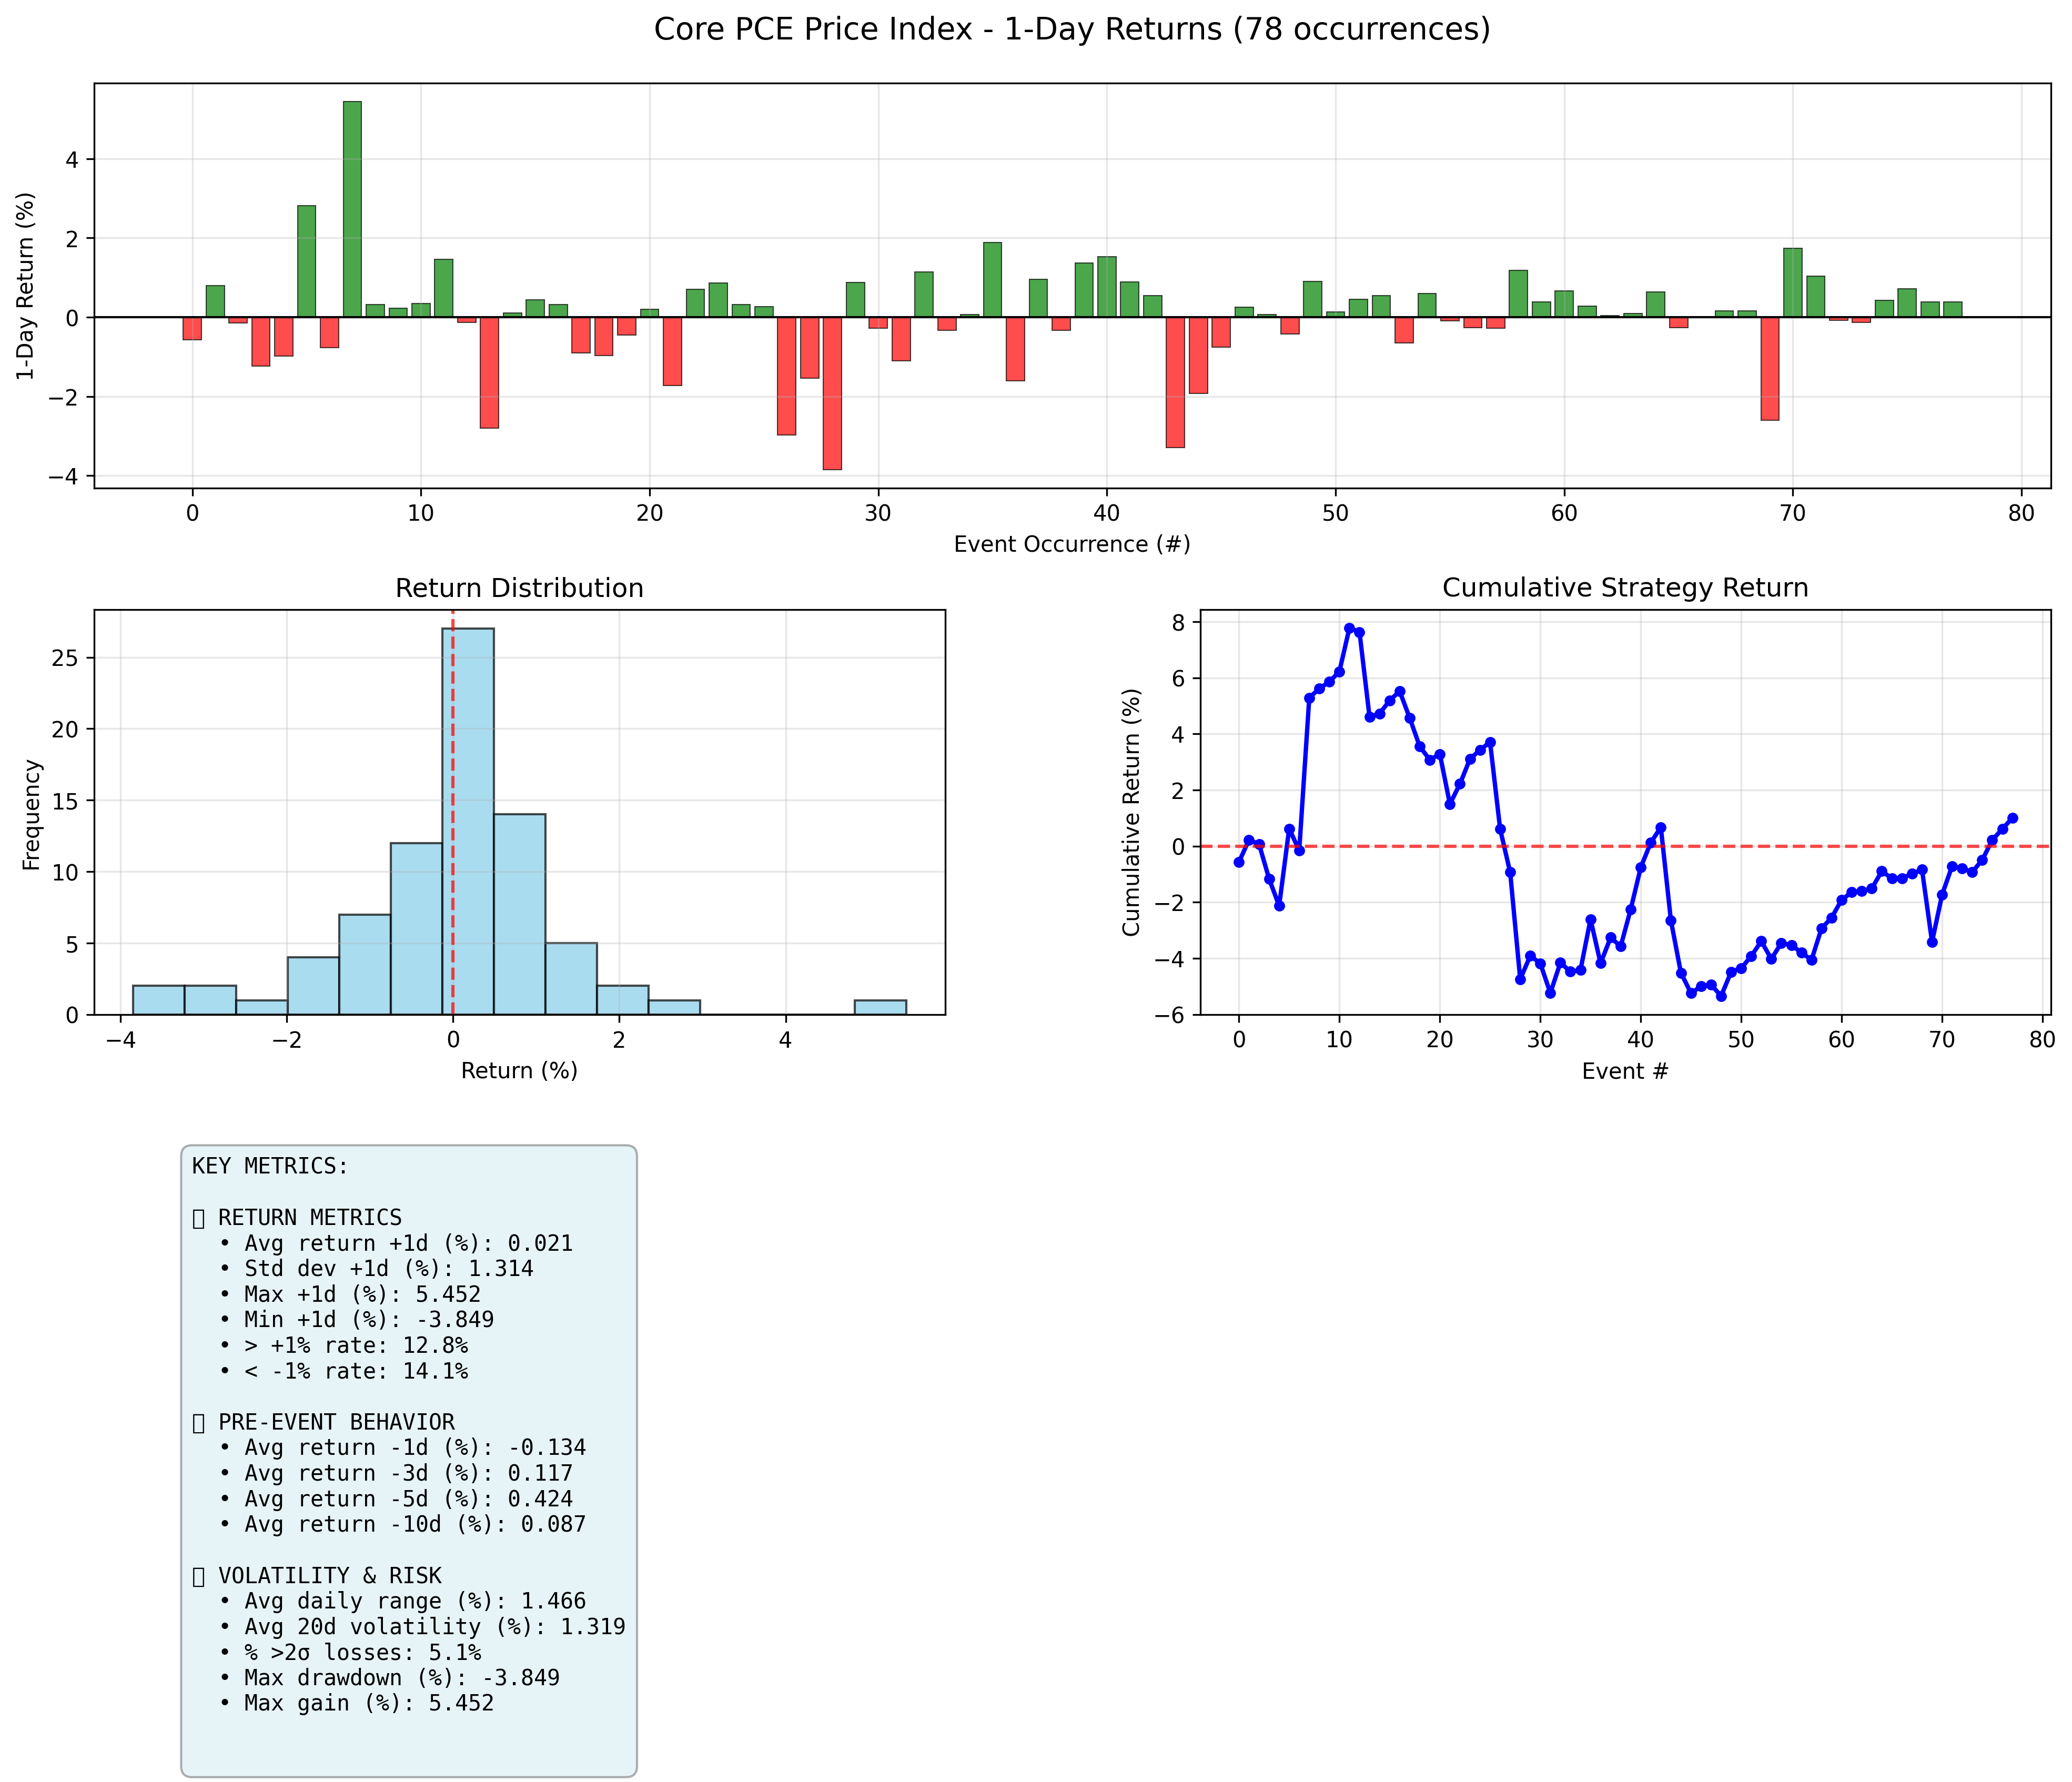 Core PCE Price Index - 1-Day Returns (78 occurrences)
1-Day Return (%)
4
2
0
−2
−4
0 10 20 30 40 50 60 70 80
Event Occurrence (#)
Return Distribution
Frequency
25
20
15
10
5
0
−4 −2 0 2 4
Return (%)
Cumulative Strategy Return
Cumulative Return (%)
8
6
4
2
0
−2
−4
−6
0 10 20 30 40 50 60 70 80
Event #
KEY METRICS:
RETURN METRICS
• Avg return +1d (%): 0.021
• Std dev +1d (%): 1.314
• Max +1d (%): 5.452
• Min +1d (%): -3.849
• > +1% rate: 12.8%
• < -1% rate: 14.1%
PRE-EVENT BEHAVIOR
• Avg return -1d (%): -0.134
• Avg return -3d (%): 0.117
• Avg return -5d (%): 0.424
• Avg return -10d (%): 0.087
VOLATILITY & RISK
• Avg daily range (%): 1.466
• Avg 20d volatility (%): 1.319
• % >2σ losses: 5.1%
• Max drawdown (%): -3.849
• Max gain (%): 5.452